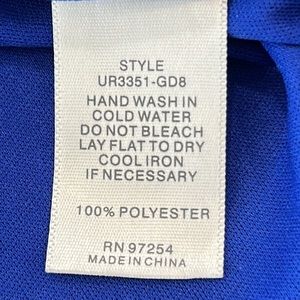 STYLE
UR3351-GD8
HAND WASH IN
COLD WATER
DO NOT BLEACH
LAY FLAT TO DRY
COOL IRON
IF NECESSARY
100% POLYESTER
RN 97254
MADE IN CHINA